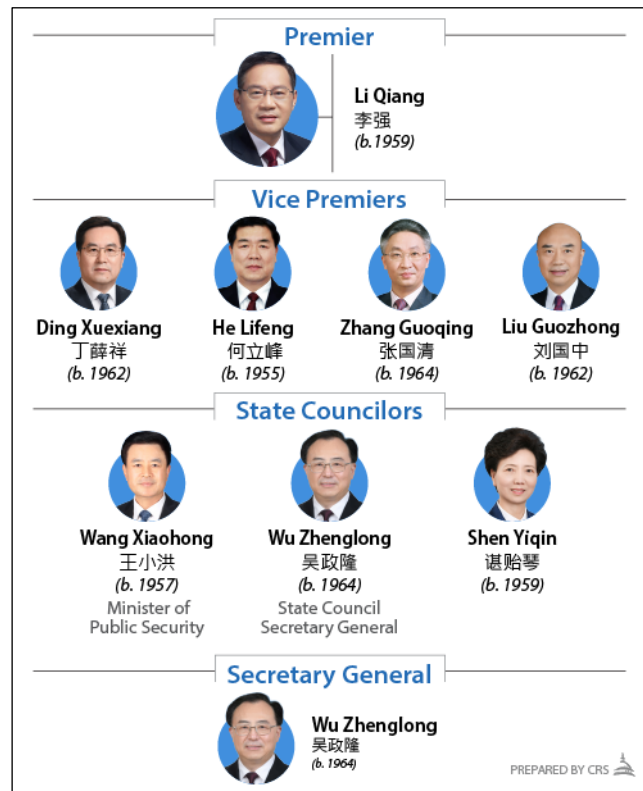 Premier
Li Qiang
李强
(b.1959)
Vice Premiers
Ding Xuexiang
丁薛祥
(b. 1962)
He Lifeng
何立峰
(b. 1955)
Zhang Guoqing
张国清
(b. 1964)
Liu Guozhong
刘国中
(b. 1962)
State Councilors
Wang Xiaohong
王小洪
(b. 1957)
Minister of
Public Security
Wu Zhenglong
吴政隆
(b. 1964)
State Council
Secretary General
Shen Yiqin
谌贻琴
(b. 1959)
Secretary General
Wu Zhenglong
吴政隆
(b. 1964)
PREPARED BY CRS